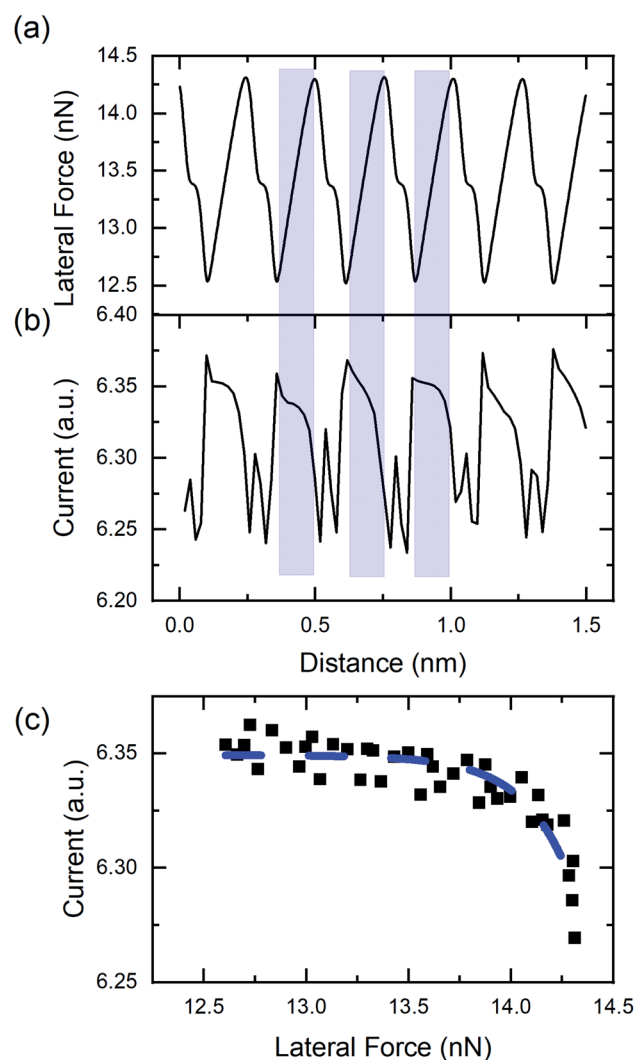 (a)
14.5
14.0
13.5
13.0
12.5
Lateral Force (nN)
(b)
6.40
6.35
6.30
6.25
6.20
Current (a.u.)
0.0 0.5 1.0 1.5
Distance (nm)
(c)
6.35
6.30
6.25
Current (a.u.)
12.5 13.0 13.5 14.0 14.5
Lateral Force (nN)